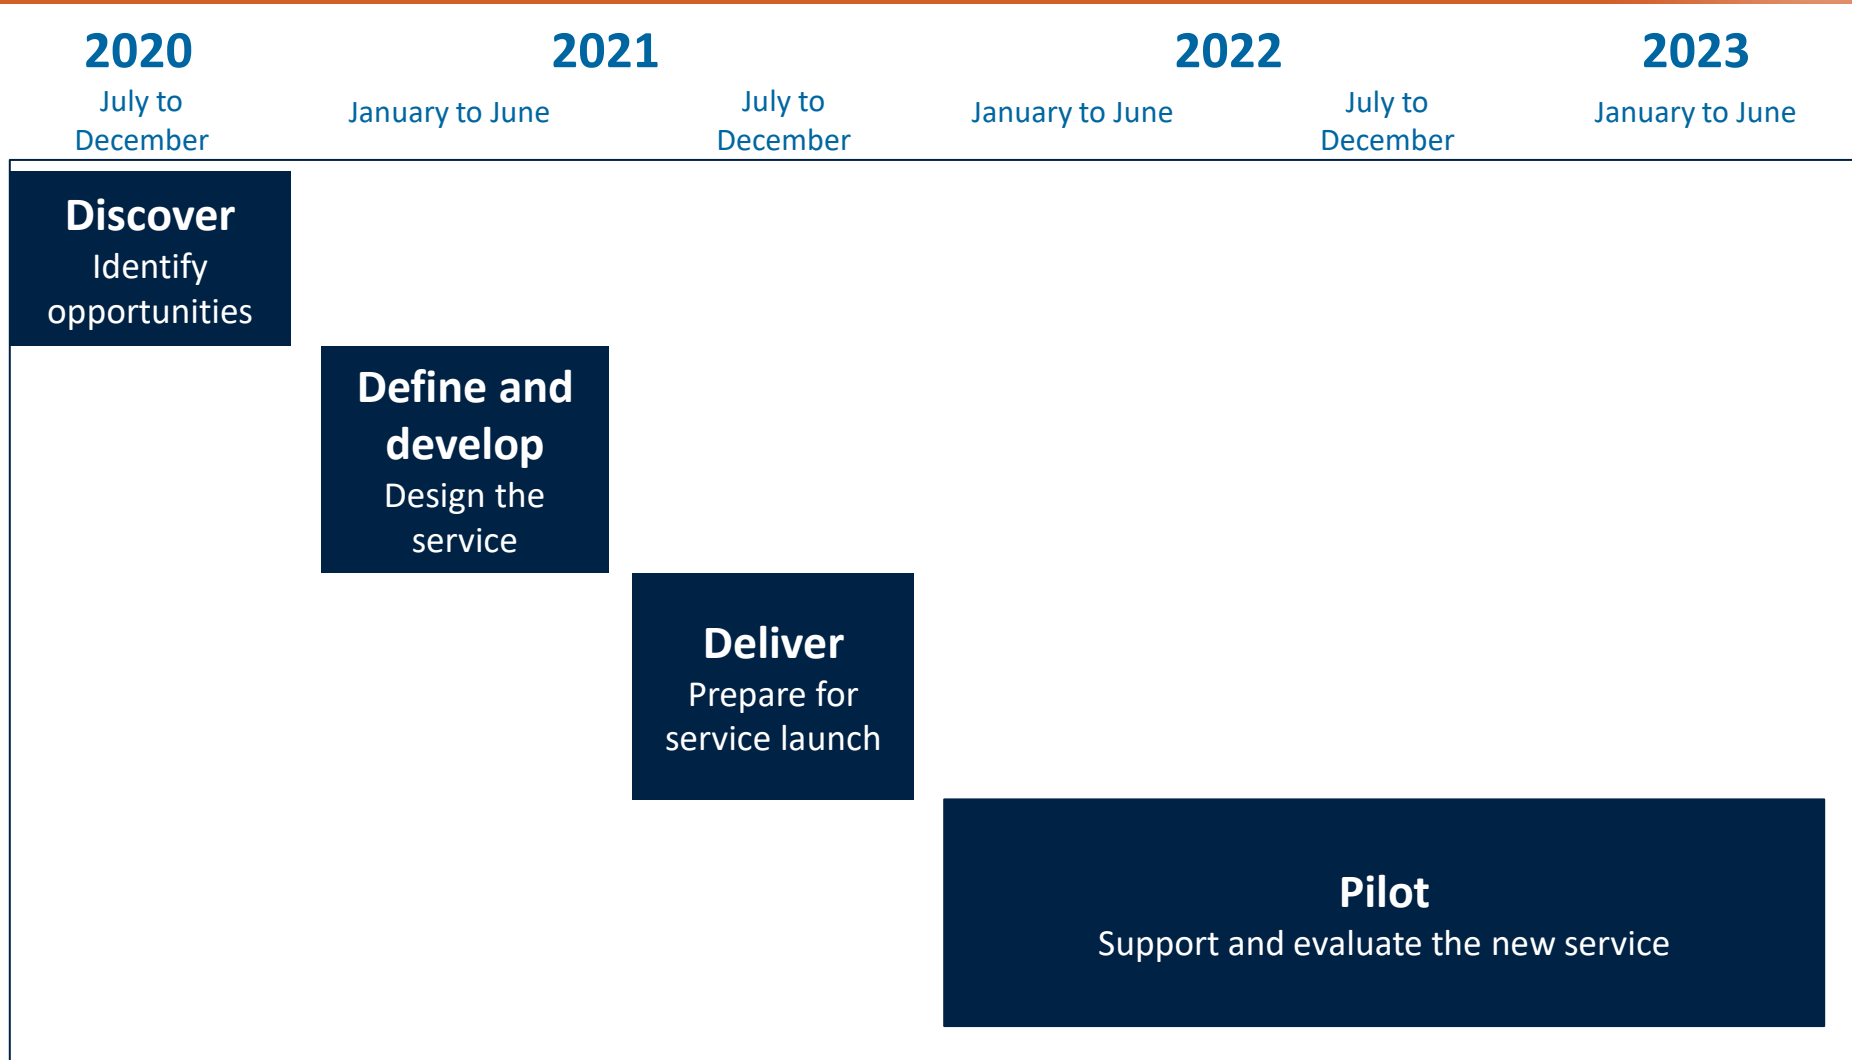 2020
2021
2022
2023
July to
December
January to June
July to
December
January to June
July to
December
January to June
Discover
Identify
opportunities
Define and
develop
Design the
service
Deliver
Prepare for
service launch
Pilot
Support and evaluate the new service